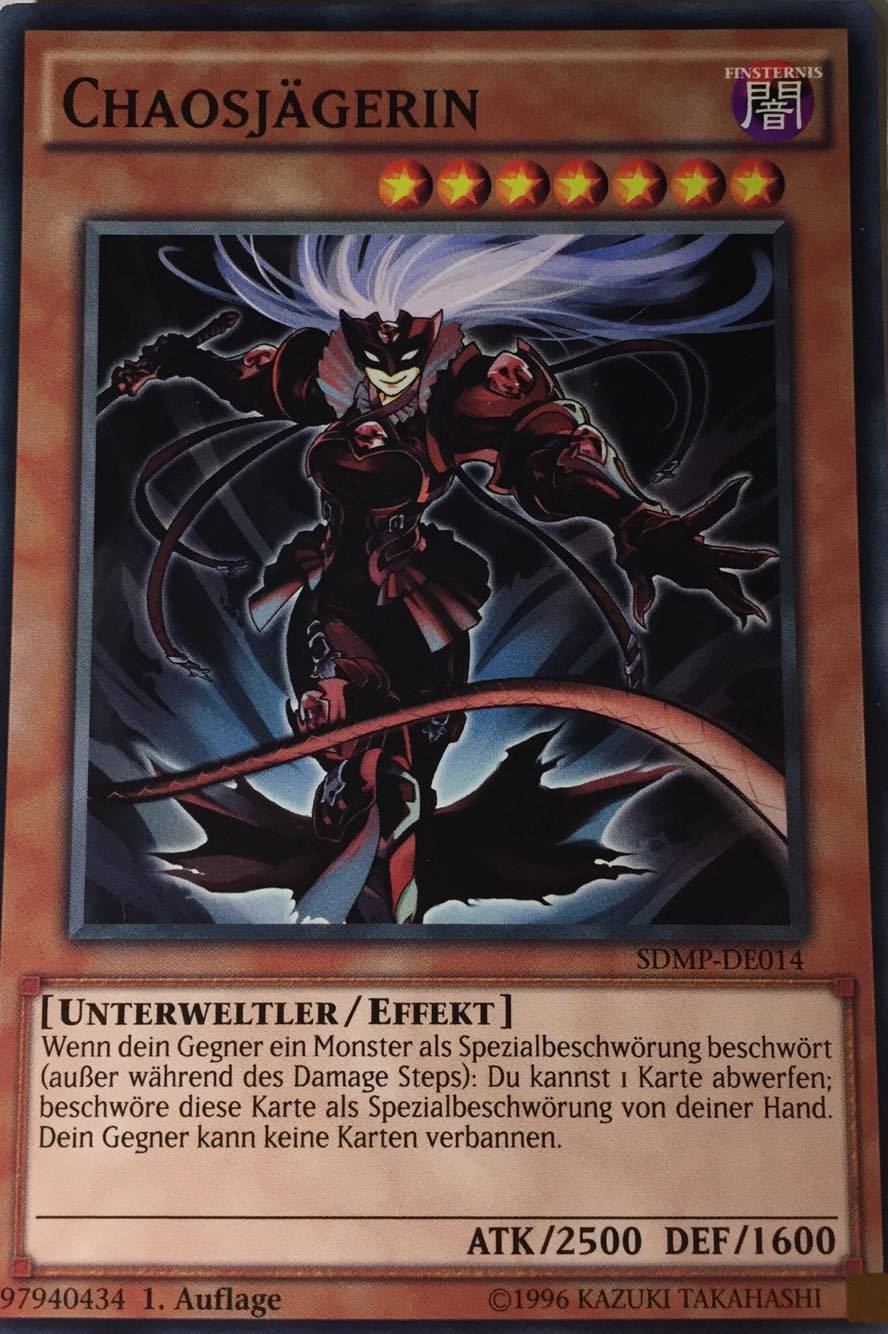 CHAOSJÄGERIN
FINSTERNIS
闇
SDMP-DE014
[UNTERWELTLER/EFFEKT]
Wenn dein Gegner ein Monster als Spezialbeschwörung beschwört
(außer während des Damage Steps): Du kannst 1 Karte abwerfen;
beschwöre diese Karte als Spezialbeschwörung von deiner Hand.
Dein Gegner kann keine Karten verbannen.
ATK/2500 DEF/1600
97940434 1. Auflage ©1996 KAZUKI TAKAHASHI